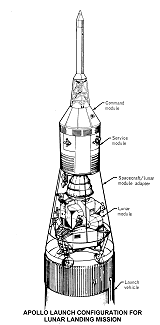 Command
module
Service
module
Spacecraft/lunar
module adapter
Lunar
module
Launch
vehicle
APOLLO LAUNCH CONFIGURATION FOR
LUNAR LANDING MISSION